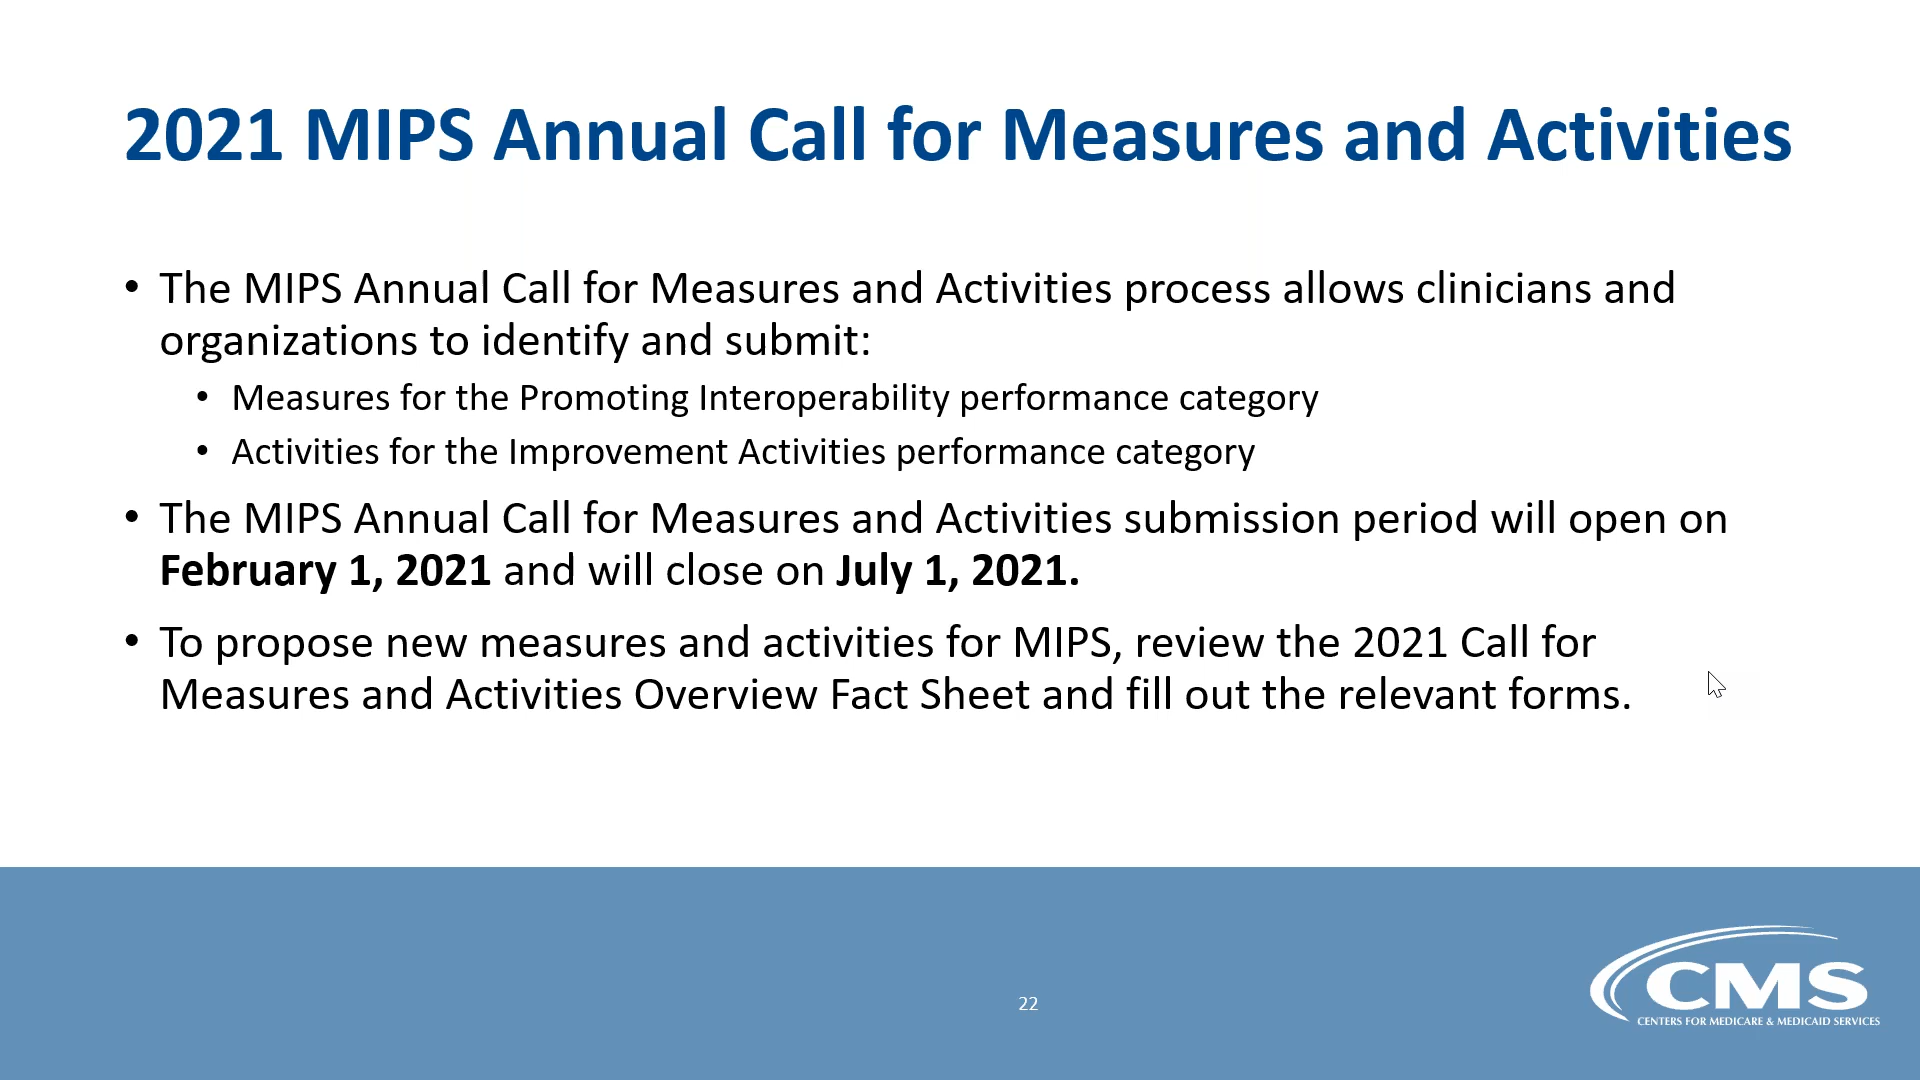 2021 MIPS Annual Call for Measures and Activities
• The MIPS Annual Call for Measures and Activities process allows clinicians and
organizations to identify and submit:
• Measures for the Promoting Interoperability performance category
• Activities for the Improvement Activities performance category
• The MIPS Annual Call for Measures and Activities submission period will open on
February 1, 2021 and will close on July 1, 2021.
• To propose new measures and activities for MIPS, review the 2021 Call for
Measures and Activities Overview Fact Sheet and fill out the relevant forms.
22
CMS
CENTERS FOR MEDICARE & MEDICAID SERVICES